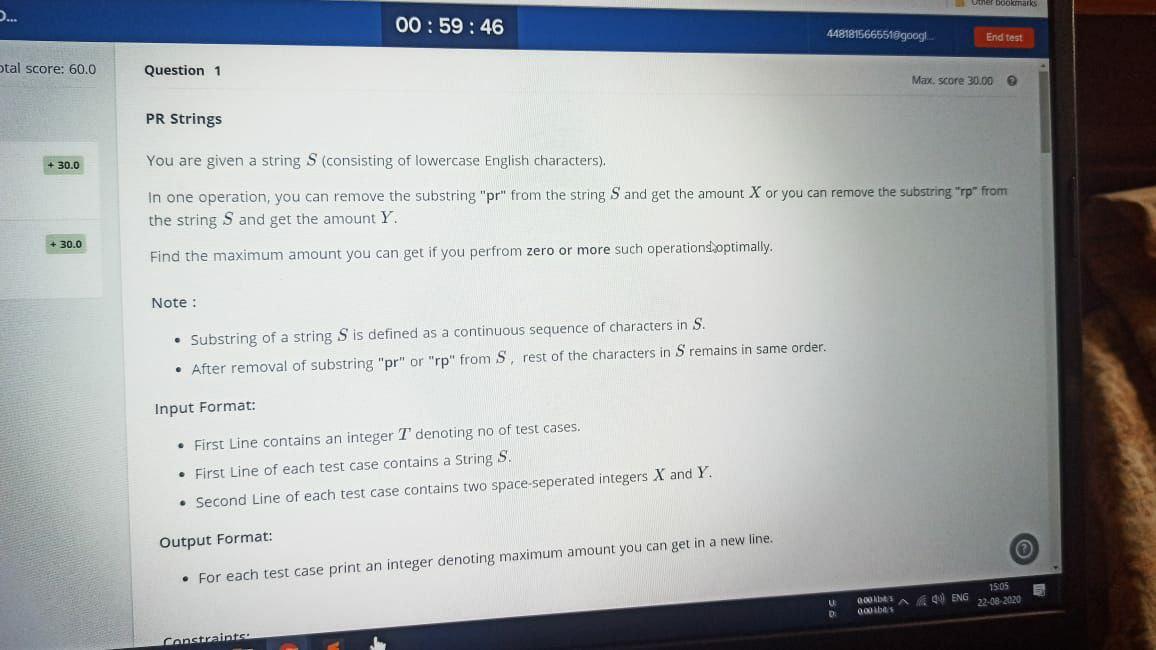 Other bookmarks
00 : 59 : 46
448181566551@googl...
End test
otal score: 60.0
Question 1
Max. score 30.00
PR Strings
+ 30.0
You are given a string S (consisting of lowercase English characters).
In one operation, you can remove the substring "pr" from the string S and get the amount X or you can remove the substring "rp" from
the string S and get the amount Y.
+ 30.0
Find the maximum amount you can get if you perfrom zero or more such operations optimally.
Note :
• Substring of a string S is defined as a continuous sequence of characters in S.
• After removal of substring "pr" or "rp" from S , rest of the characters in S remains in same order.
Input Format:
• First Line contains an integer T denoting no of test cases.
• First Line of each test case contains a String S.
• Second Line of each test case contains two space-seperated integers X and Y.
Output Format:
• For each test case print an integer denoting maximum amount you can get in a new line.
Constraints:
U: 0.00 kbit/s
D: 0.00 kbit/s
ENG
15:05
22-08-2020